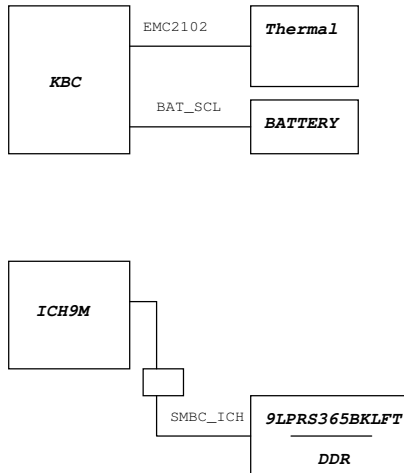 EMC2102
Thermal
KBC
BAT_SCL
BATTERY
ICH9M
SMBC_ICH
9LPRS365BKLFT
DDR